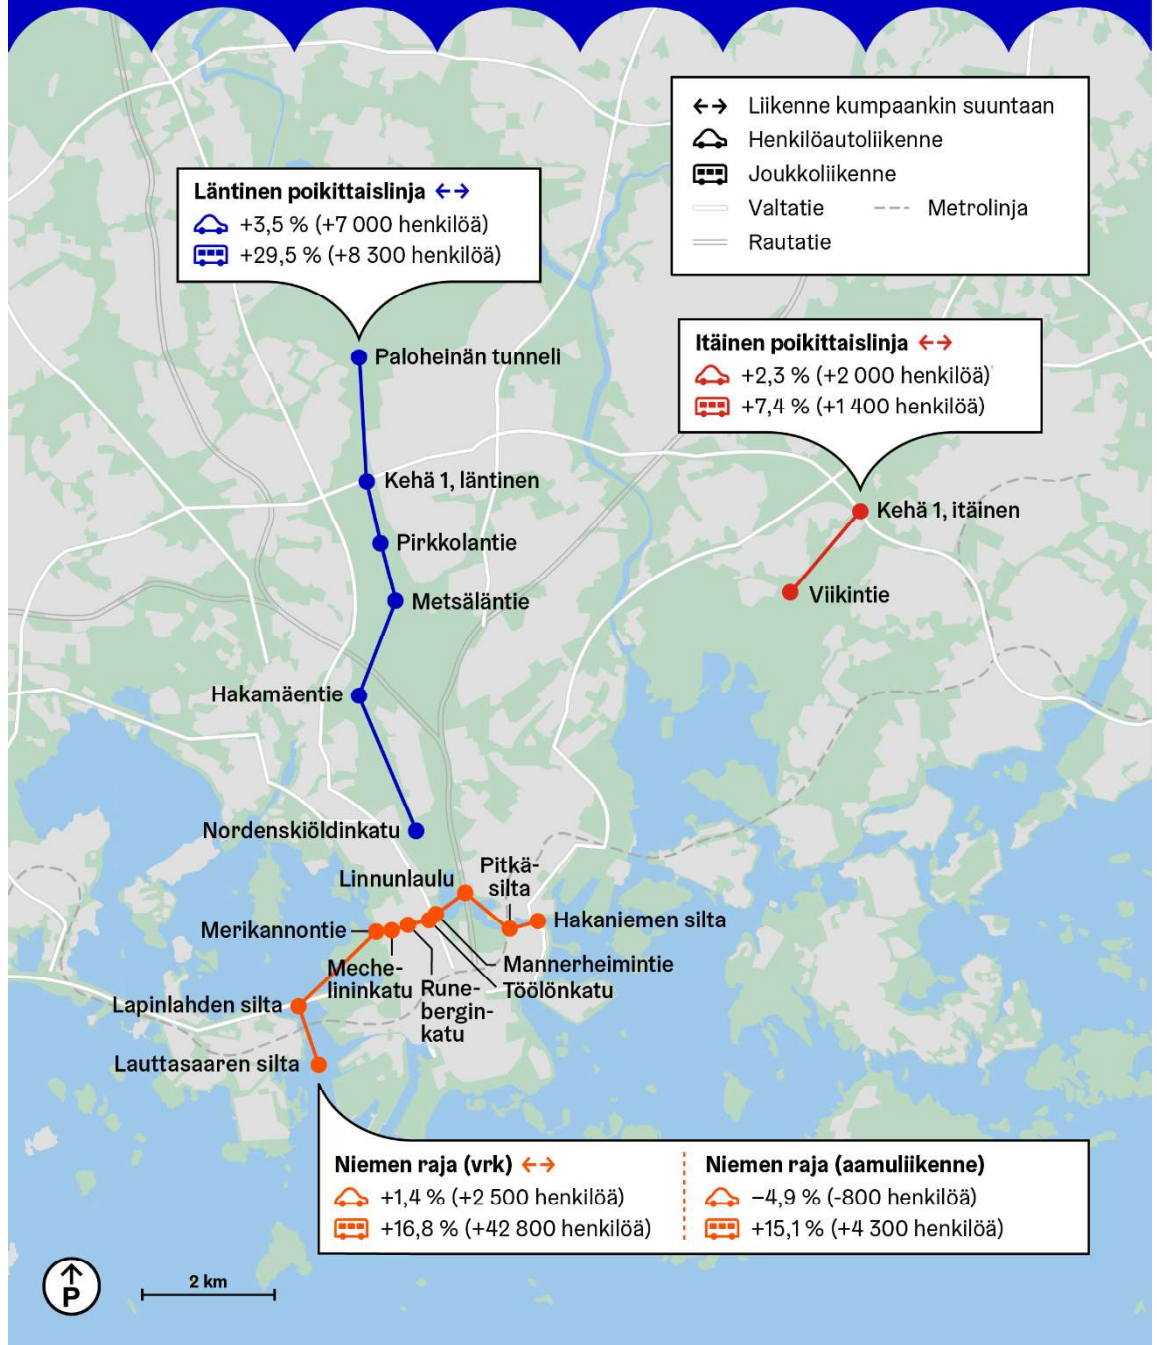 Liikenne kumpaankin suuntaan
Henkilöautoliikenne
Joukkoliikenne
Valtatie
Metrolinja
Rautatie
Läntinen poikittaislinja
+3,5 % (+7 000 henkilöä)
+29,5 % (+8 300 henkilöä)
Itäinen poikittaislinja
+2,3 % (+2 000 henkilöä)
+7,4 % (+1 400 henkilöä)
Paloheinän tunneli
Kehä 1, läntinen
Kehä 1, itäinen
Pirkkolantie
Viikintie
Metsäläntie
Hakamäentie
Nordenskiöldinkatu
Linnunlaulu
Pitkä-
silta
Hakaniemen silta
Merikannontie
Meche-
lininkatu
Rune-
bergin-
katu
Mannerheimintie
Töölönkatu
Lapinlahden silta
Lauttasaaren silta
Niemen raja (vrk)
+1,4 % (+2 500 henkilöä)
+16,8 % (+42 800 henkilöä)
Niemen raja (aamuliikenne)
−4,9 % (-800 henkilöä)
+15,1 % (+4 300 henkilöä)
P
2 km